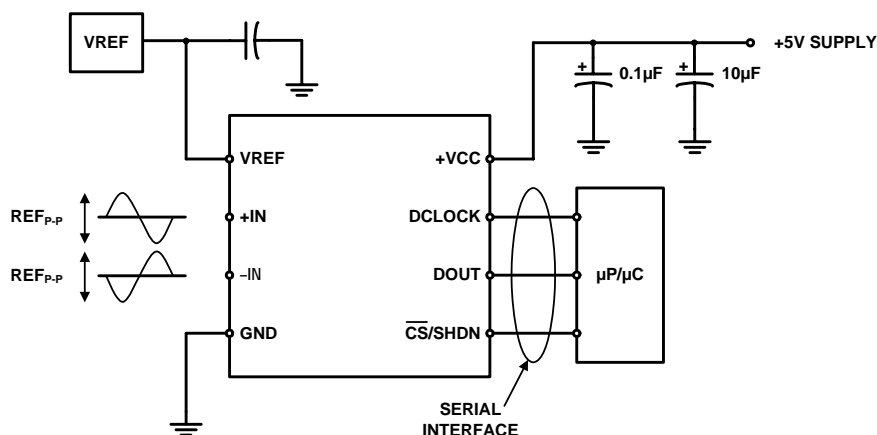 VREF
+5V SUPPLY
+ 0.1µF
+ 10µF
VREF
+VCC
REFP-P
+IN
DCLOCK
REFP-P
–IN
DOUT
µP/µC
GND
CS/SHDN
SERIAL
INTERFACE